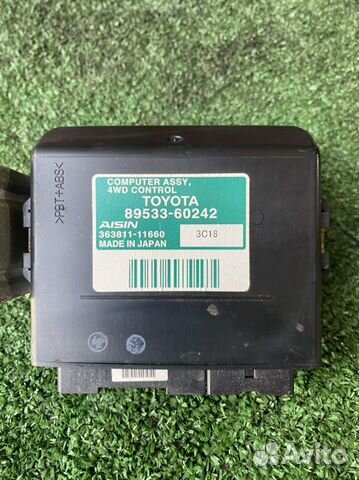 COMPUTER ASSY,
4WD CONTROL
TOYOTA
89533-60242
AISIN
363811-11660 3C18
MADE IN JAPAN
>PBT+ABS<
Avito